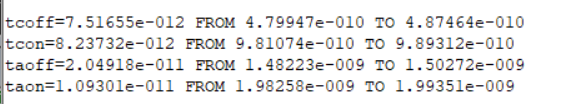 tcoff=7.51655e-012 FROM 4.79947e-010 TO 4.87464e-010
tcon=8.23732e-012 FROM 9.81074e-010 TO 9.89312e-010
taoff=2.04918e-011 FROM 1.48223e-009 TO 1.50272e-009
taon=1.09301e-011 FROM 1.98258e-009 TO 1.99351e-009